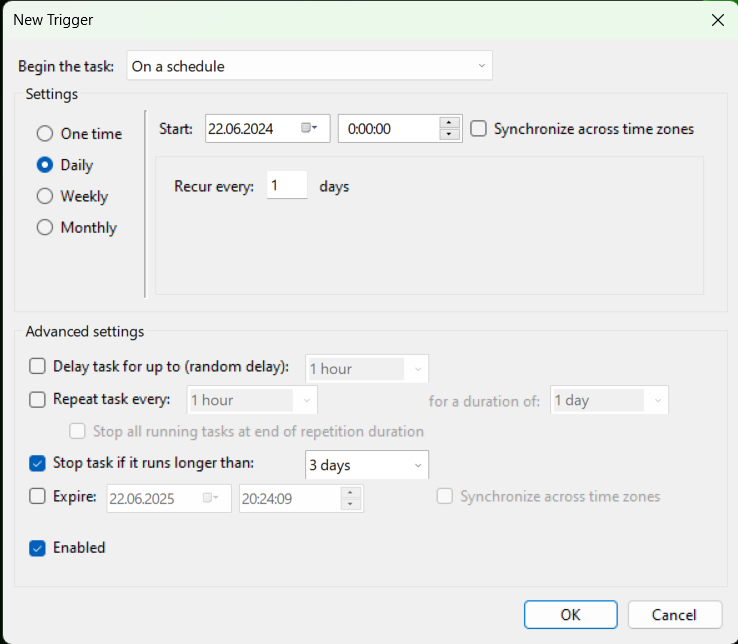 New Trigger
Begin the task: On a schedule
Settings
One time
Daily
Weekly
Monthly
Start: 22.06.2024 0:00:00 Synchronize across time zones
Recur every: 1 days
Advanced settings
Delay task for up to (random delay): 1 hour
Repeat task every: 1 hour for a duration of: 1 day
Stop all running tasks at end of repetition duration
Stop task if it runs longer than: 3 days
Expire: 22.06.2025 20:24:09 Synchronize across time zones
Enabled
OK Cancel